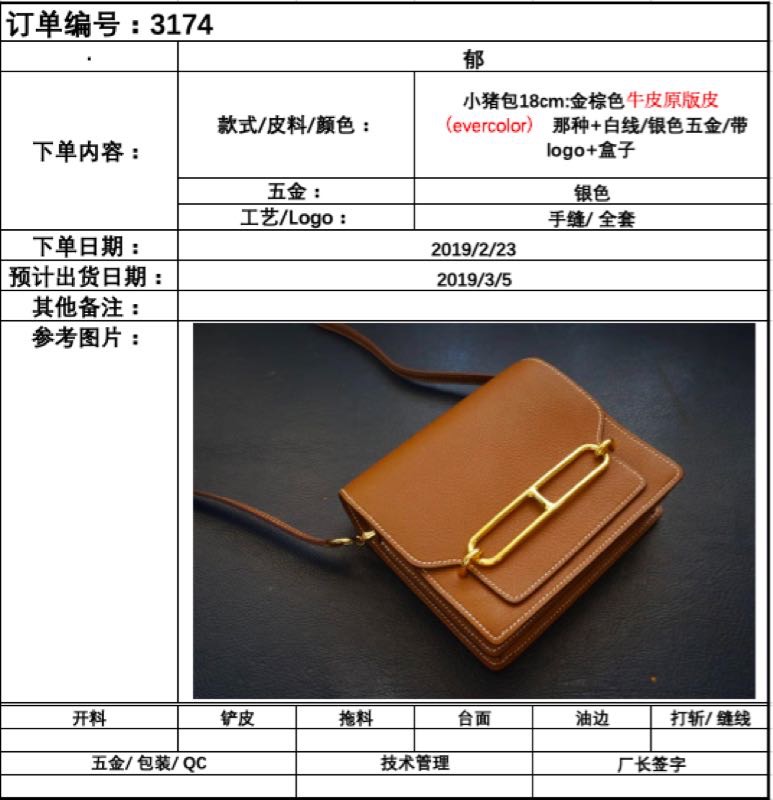 订单编号：3174
.
郁
下单内容：
款式/皮料/颜色：
小猪包18cm:金棕色牛皮原版皮
（evercolor） 那种+白线/银色五金/带
logo+盒子
五金：
银色
工艺/Logo：
手缝/ 全套
下单日期：
2019/2/23
预计出货日期：
2019/3/5
其他备注：
参考图片：
开料 铲皮 拖料 台面 油边 打斩/ 缝线
五金/ 包装/ QC 技术管理 厂长签字